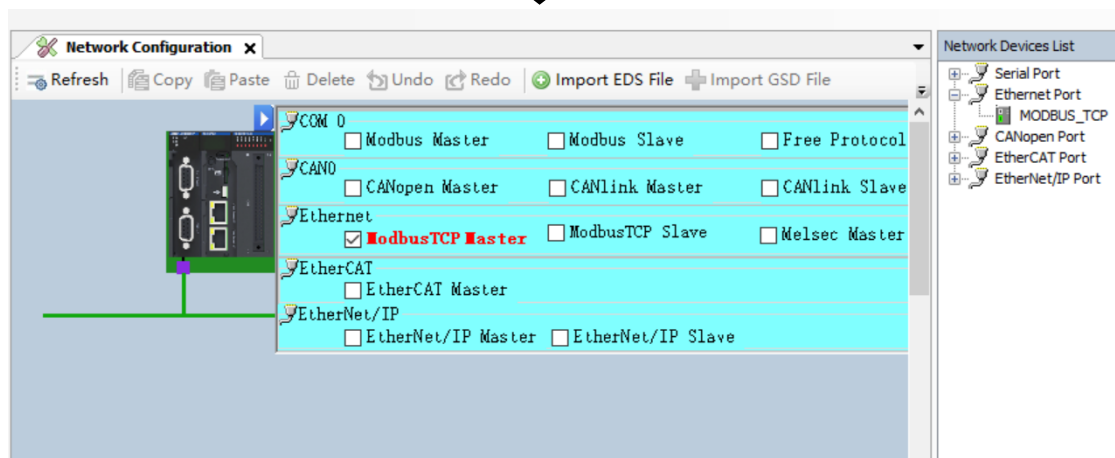 Network Configuration x
Network Devices List
Refresh Copy Paste Delete Undo Redo Import EDS File Import GSD File
COM 0
Modbus Master Modbus Slave Free Protocol
CAN0
CANopen Master CANlink Master CANlink Slave
Ethernet
ModbusTCP Master ModbusTCP Slave Melsec Master
EtherCAT
EtherCAT Master
EtherNet/IP
EtherNet/IP Master EtherNet/IP Slave
Serial Port
Ethernet Port
MODBUS_TCP
CANopen Port
EtherCAT Port
EtherNet/IP Port